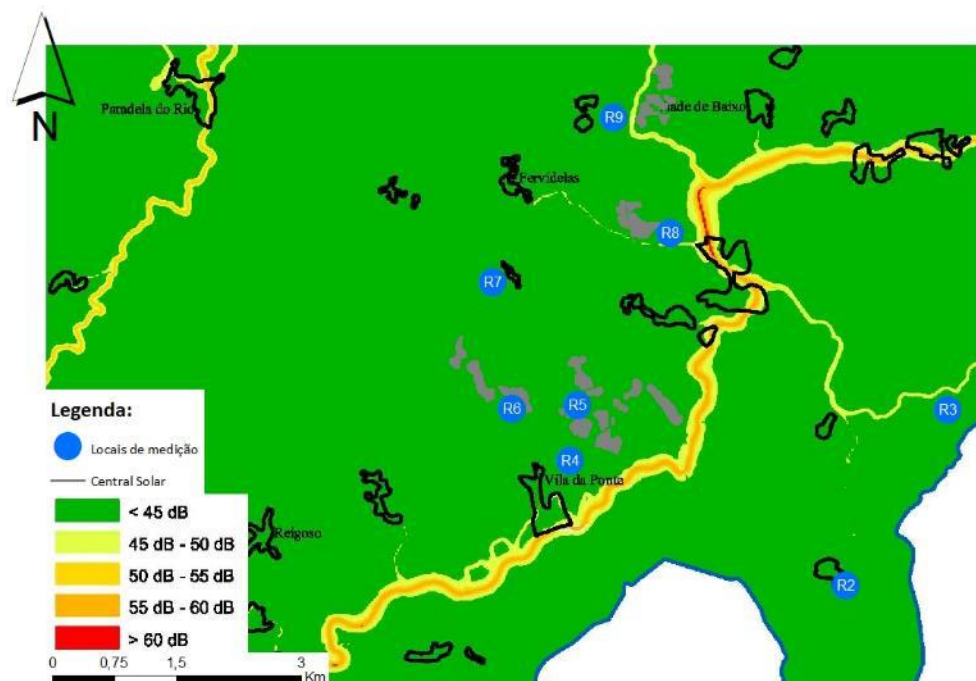 N
Paradela do Rio
R9
iade de Baixo
Fervidelas
R8
R7
R6
R5
R3
R4
Vila da Ponte
Reigoso
R2
Legenda:
Locais de medição
Central Solar
< 45 dB
45 dB - 50 dB
50 dB - 55 dB
55 dB - 60 dB
> 60 dB
0 0,75 1,5 3
Km